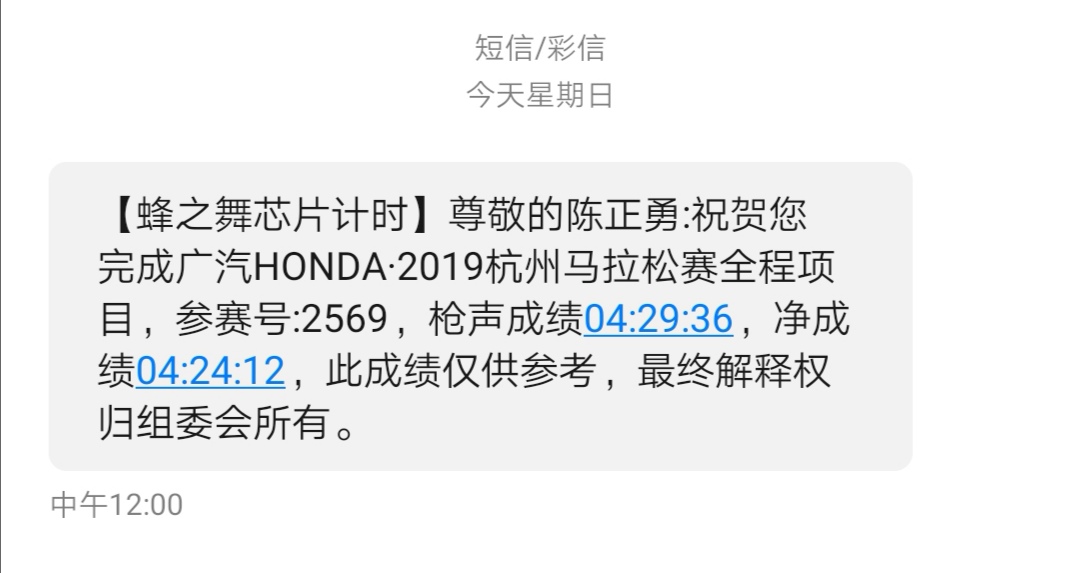 短信/彩信
今天星期日
【蜂之舞芯片计时】尊敬的陈正勇:祝贺您
完成广汽HONDA·2019杭州马拉松赛全程项
目，参赛号:2569，枪声成绩04:29:36，净成
绩04:24:12，此成绩仅供参考，最终解释权
归组委会所有。
中午12:00